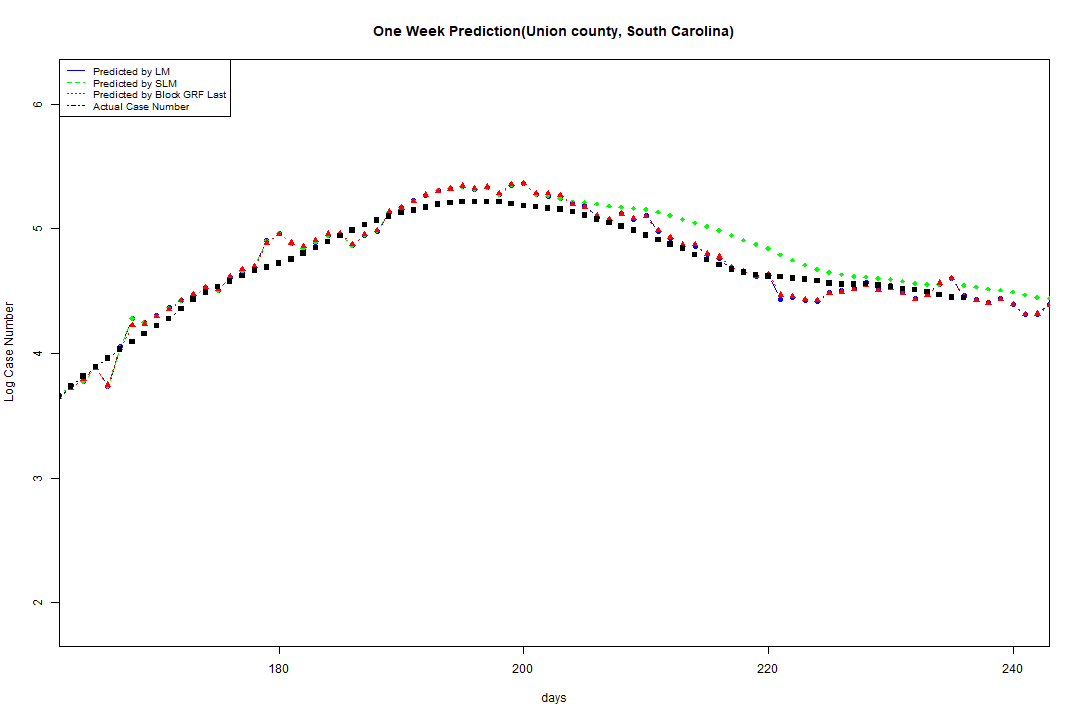 One Week Prediction(Union county, South Carolina)
Predicted by LM
Predicted by SLM
Predicted by Block GRF Last
Actual Case Number
6
5
4
3
2
Log Case Number
180
200
220
240
days